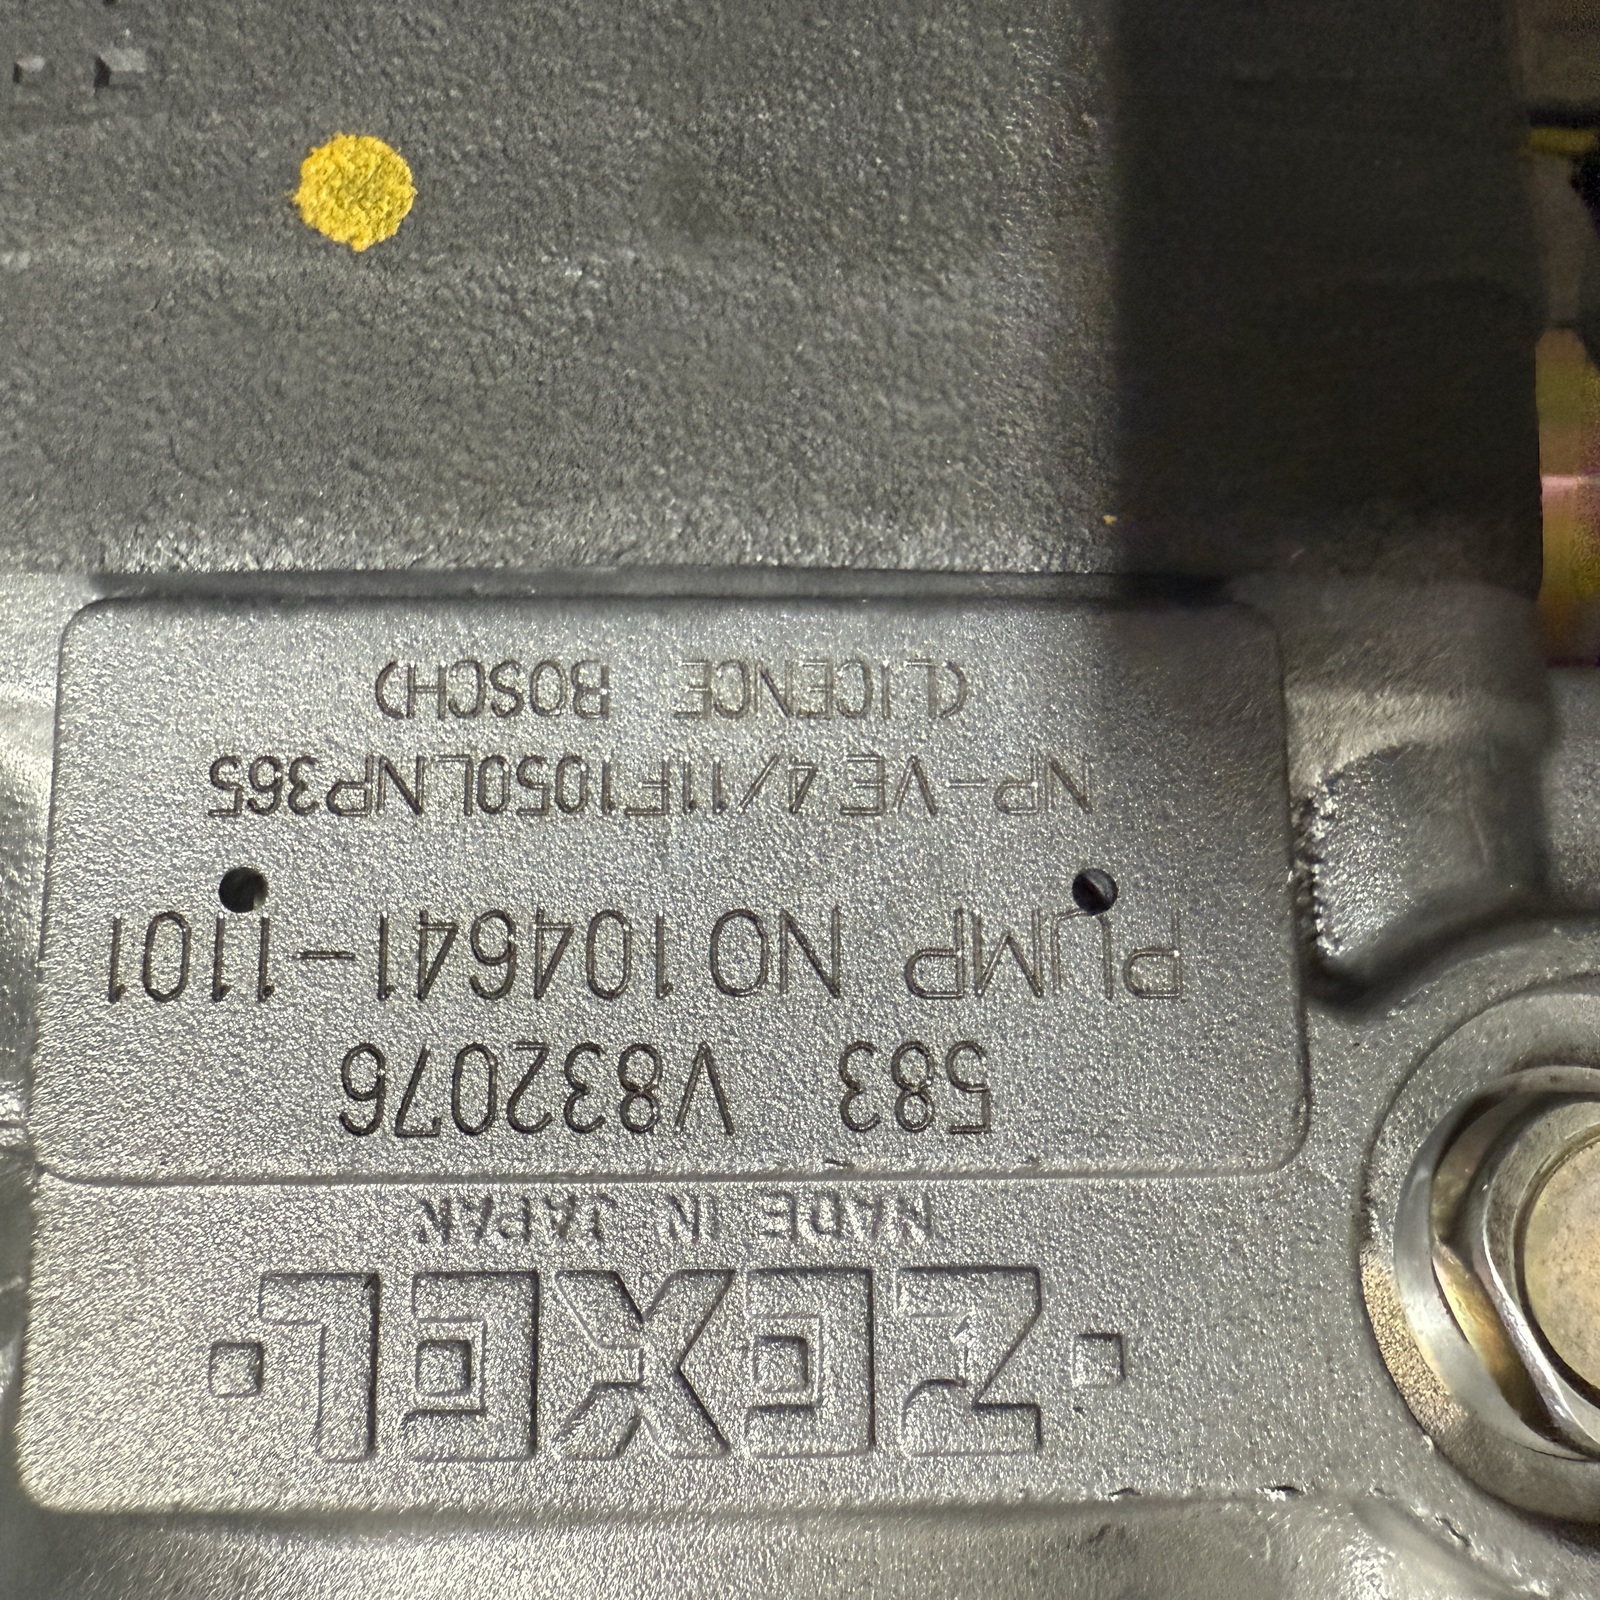 ZEXEL
MADE IN JAPAN
583 V832076
PUMP NO 104641-1101
NP-VE4/11F1050LNP365
(LICENCE BOSCH)